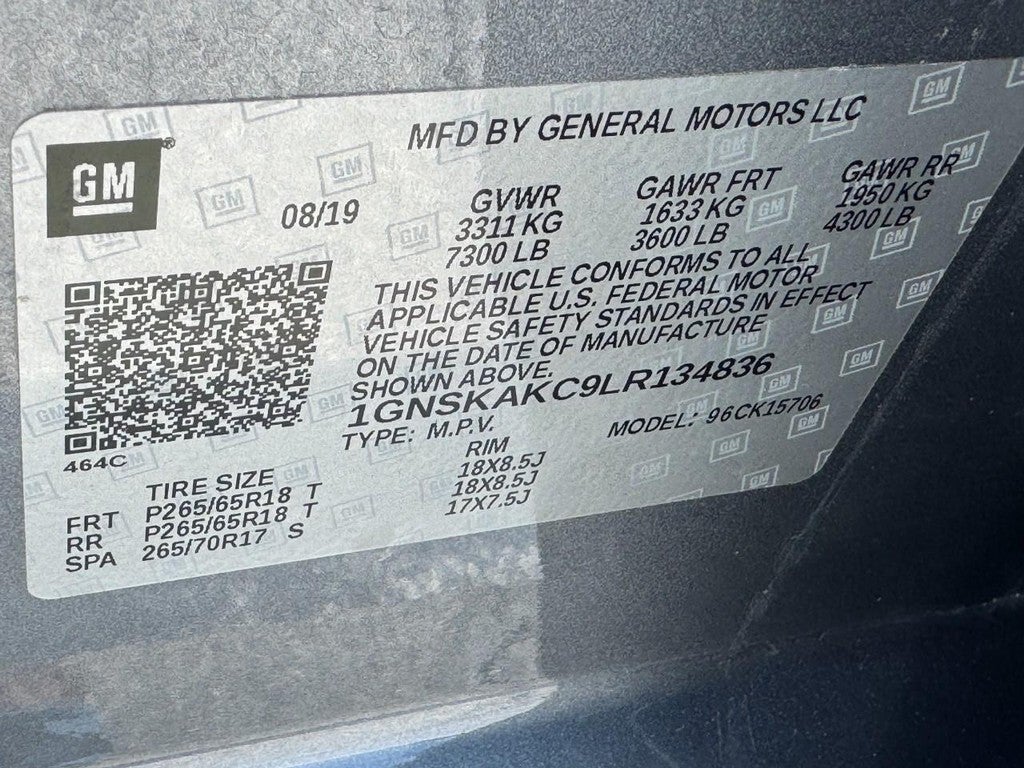 GM
MFD BY GENERAL MOTORS LLC
08/19
GVWR GAWR FRT GAWR RR
3311 KG 1633 KG 1950 KG
7300 LB 3600 LB 4300 LB
THIS VEHICLE CONFORMS TO ALL
APPLICABLE U.S. FEDERAL MOTOR
VEHICLE SAFETY STANDARDS IN EFFECT
ON THE DATE OF MANUFACTURE
SHOWN ABOVE.
1GNSKAKC9LR134836
TYPE: M.P.V. MODEL: 96CK15706
464C
TIRE SIZE RIM
FRT P265/65R18 T 18X8.5J
RR P265/65R18 T 18X8.5J
SPA 265/70R17 S 17X7.5J